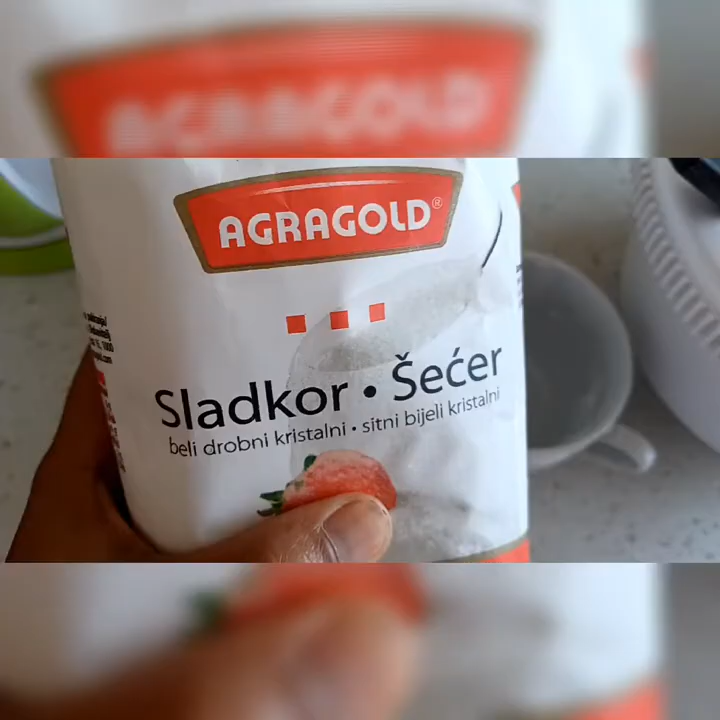 AGRAGOLD®
Sladkor • Šećer
beli drobni kristalni • sitni bijeli kristalni